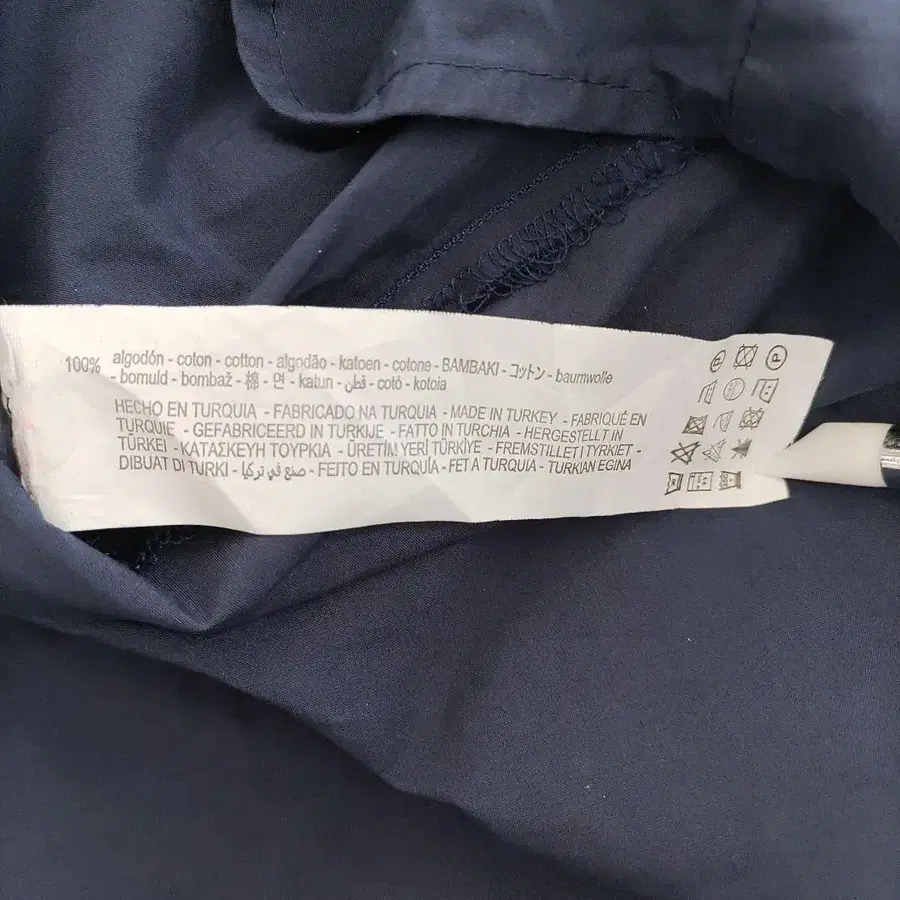 100% algodón - coton - cotton - algodão - katoen - cotone - BAMBAKI - コットン - baumwolle
- bomuld - bombaž - 棉 - 면 - katun - قطن - cotó - kotoia
HECHO EN TURQUIA - FABRICADO NA TURQUIA - MADE IN TURKEY - FABRIQUÉ EN
TURQUIE - GEFABRICEERD IN TURKIJE - FATTO IN TURCHIA - HERGESTELLT IN
TÜRKEI - ΚΑΤΑΣΚΕΥΗ ΤΟΥΡΚΙΑ - ÜRETİM YERİ TÜRKİYE - FREMSTILLET I TYRKIET -
DIBUAT DI TURKI - صنع في تركيا - FEITO EN TURQUÍA - FET A TURQUIA - TURKIAN EGINA
P